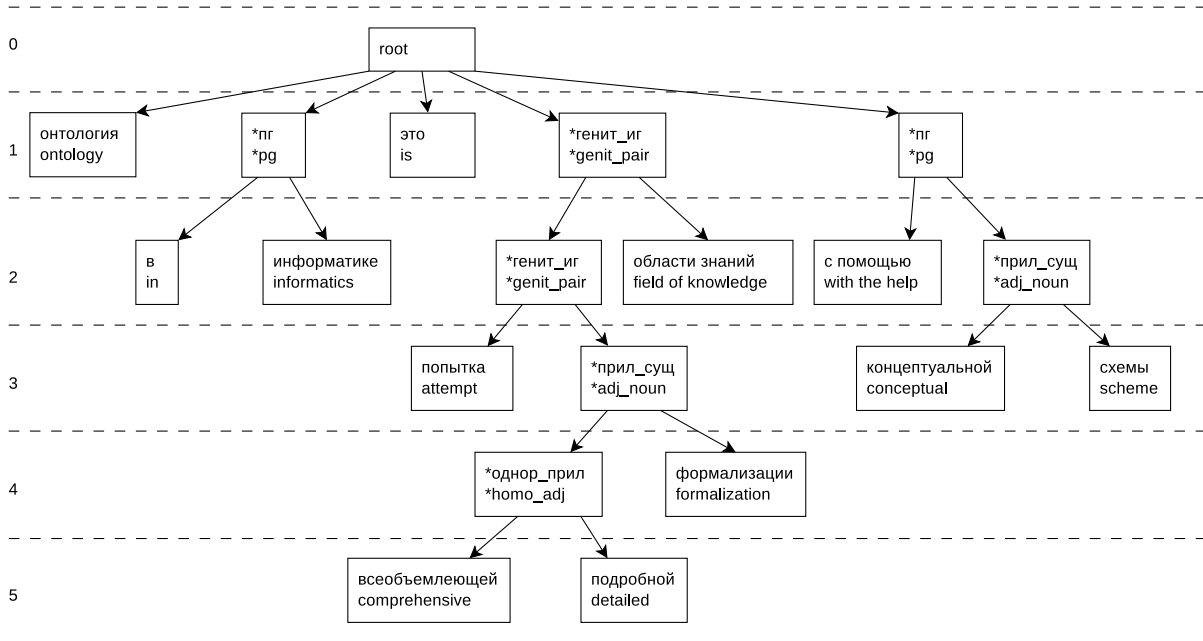 0
root
1
онтология
ontology
*пг
*pg
это
is
*генит_иг
*genit_pair
*пг
*pg
2
в
in
информатике
informatics
*генит_иг
*genit_pair
области знаний
field of knowledge
с помощью
with the help
*прил_сущ
*adj_noun
3
попытка
attempt
*прил_сущ
*adj_noun
концептуальной
conceptual
схемы
scheme
4
*однор_прил
*homo_adj
формализации
formalization
5
всеобъемлеющей
comprehensive
подробной
detailed